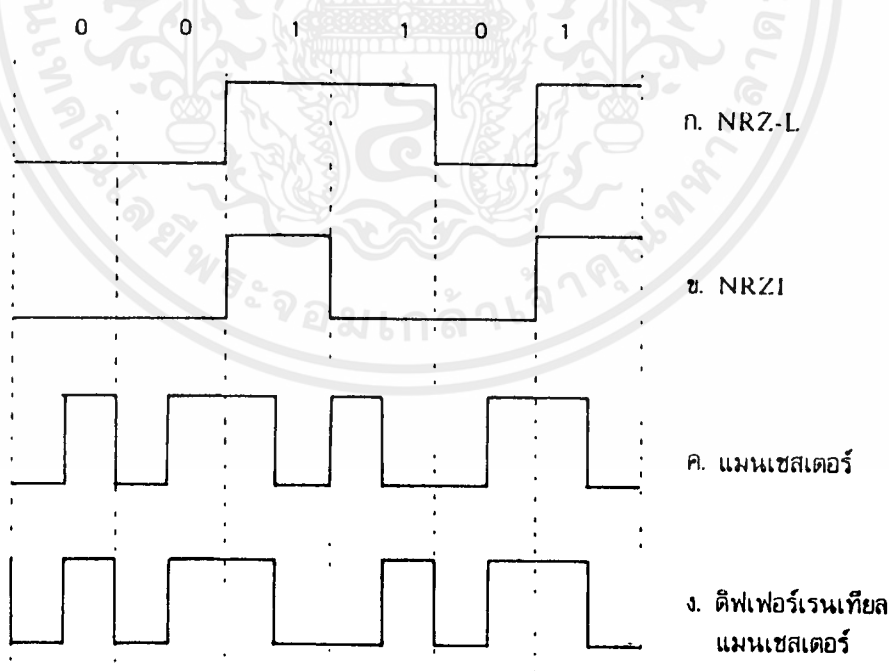 0 0 1 1 0 1
ก. NRZ-L
ข. NRZI
ค. แมนเชสเตอร์
ง. ดิฟเฟอร์เรนเทียล
แมนเชสเตอร์